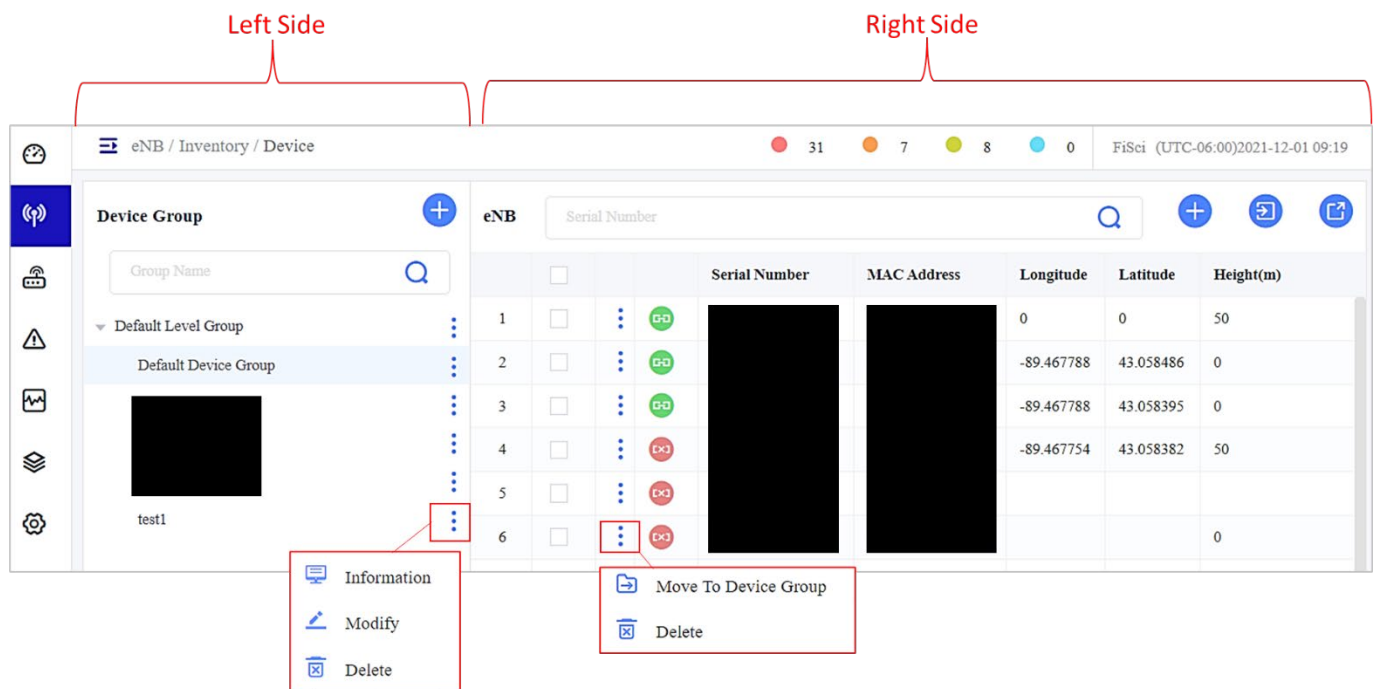 Left Side
Right Side
eNB / Inventory / Device
31
7
8
0
FiSci (UTC-06:00)2021-12-01 09:19
Device Group
Group Name
Default Level Group
Default Device Group
test1
Information
Modify
Delete
eNB
Serial Number
Serial Number MAC Address Longitude Latitude Height(m)
1 0 0 50
2 -89.467788 43.058486 0
3 -89.467788 43.058395 0
4 -89.467754 43.058382 50
5
6 0
Move To Device Group
Delete